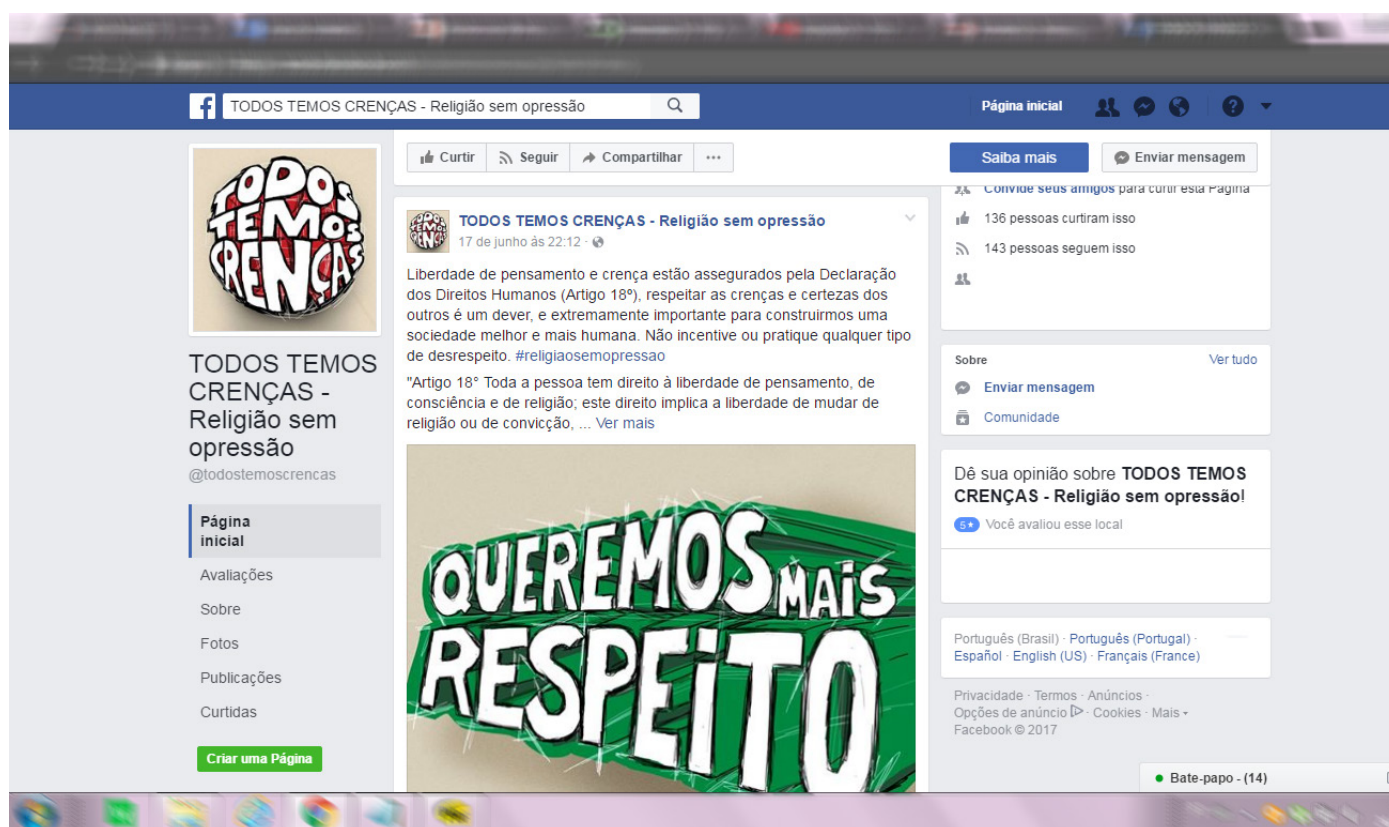 TODOS TEMOS CRENÇAS - Religião sem opressão
Página inicial
TODOS
TEMOS
CRENÇAS
TODOS TEMOS
CRENÇAS -
Religião sem
opressão
@todostemoscrencas
Página
inicial
Avaliações
Sobre
Fotos
Publicações
Curtidas
Criar uma Página
Curtir
Seguir
Compartilhar
Saiba mais
Enviar mensagem
TODOS TEMOS CRENÇAS - Religião sem opressão
17 de junho ás 22:12 ·
Liberdade de pensamento e crença estão assegurados pela Declaração
dos Direitos Humanos (Artigo 18º), respeitar as crenças e certezas dos
outros é um dever, e extremamente importante para construirmos uma
sociedade melhor e mais humana. Não incentive ou pratique qualquer tipo
de desrespeito. #religiaosemopressao
"Artigo 18° Toda a pessoa tem direito à liberdade de pensamento, de
consciência e de religião; este direito implica a liberdade de mudar de
religião ou de convicção, ... Ver mais
QUEREMOS MAiS
RESPEiTO
Convide seus amigos para curtir esta Página
136 pessoas curtiram isso
143 pessoas seguem isso
Sobre
Ver tudo
Enviar mensagem
Comunidade
Dê sua opinião sobre TODOS TEMOS
CRENÇAS - Religião sem opressão!
5★ Você avaliou esse local
Português (Brasil) · Português (Portugal) ·
Español · English (US) · Français (France)
Privacidade · Termos · Anúncios ·
Opções de anúncio · Cookies · Mais
Facebook © 2017
Bate-papo - (14)